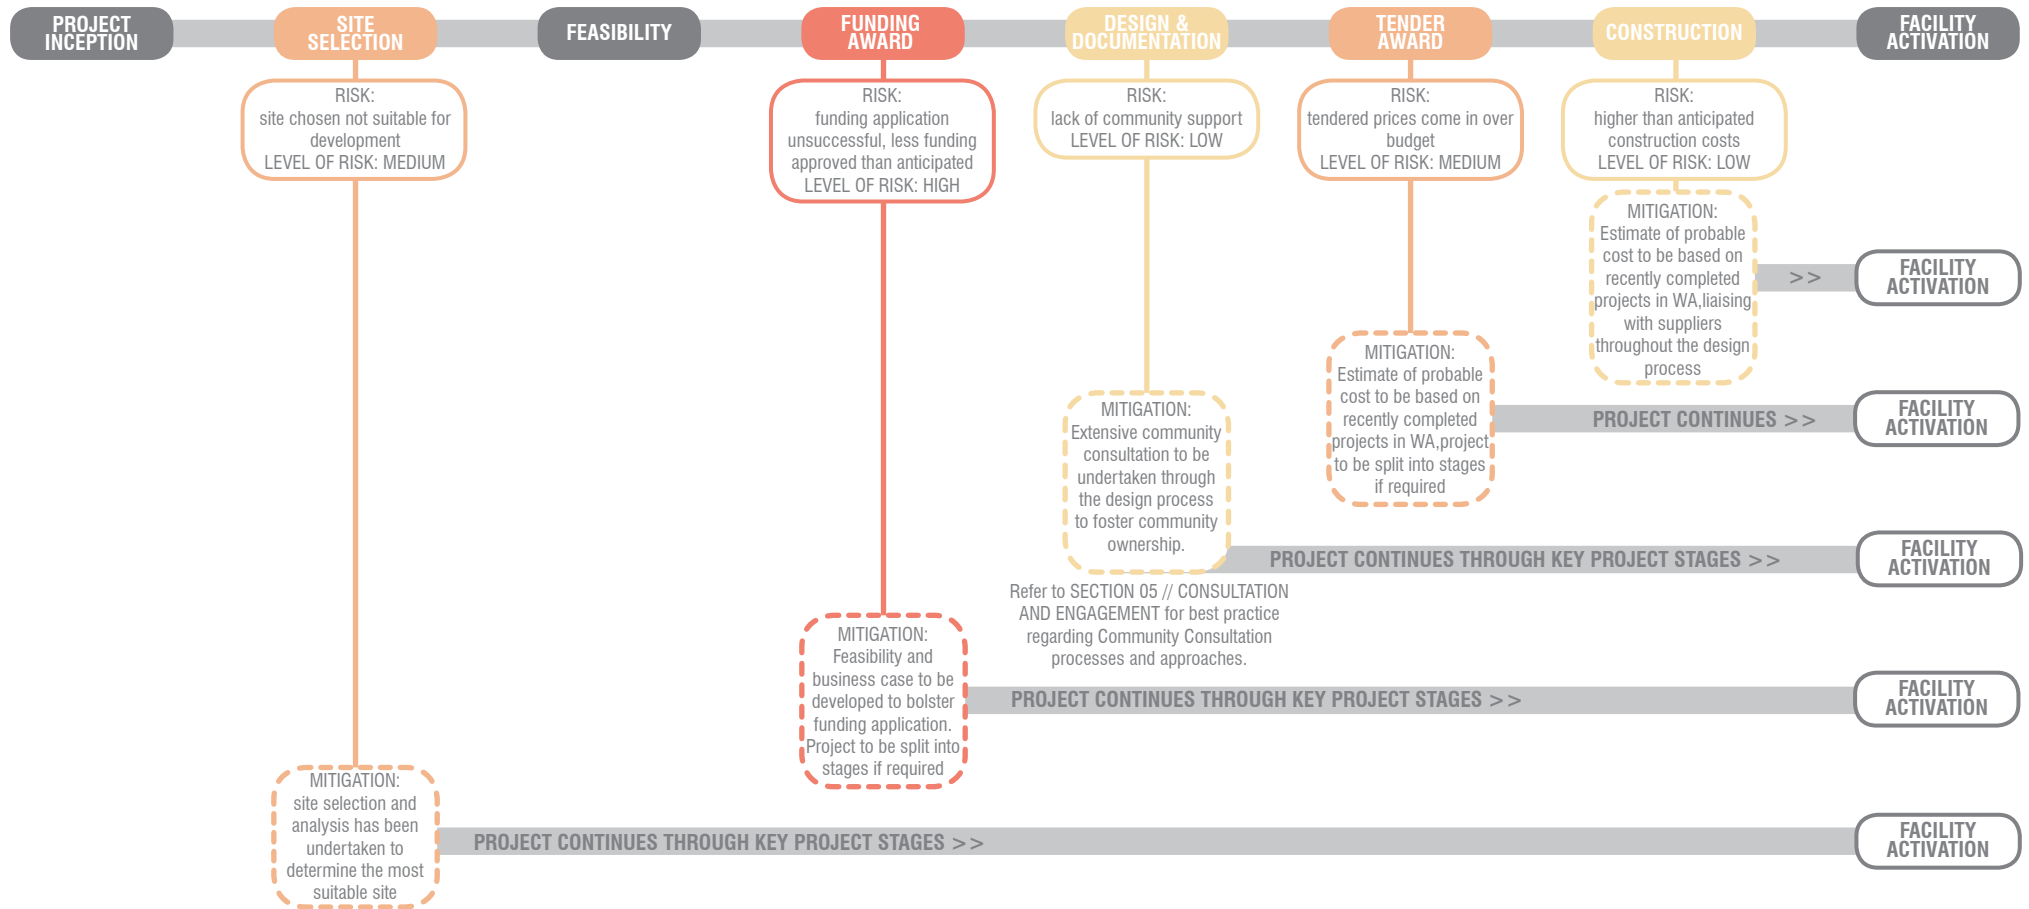 PROJECT
INCEPTION
SITE
SELECTION
FEASIBILITY
FUNDING
AWARD
DESIGN &
DOCUMENTATION
TENDER
AWARD
CONSTRUCTION
FACILITY
ACTIVATION
RISK:
site chosen not suitable for
development
LEVEL OF RISK: MEDIUM
RISK:
funding application
unsuccessful, less funding
approved than anticipated
LEVEL OF RISK: HIGH
RISK:
lack of community support
LEVEL OF RISK: LOW
RISK:
tendered prices come in over
budget
LEVEL OF RISK: MEDIUM
RISK:
higher than anticipated
construction costs
LEVEL OF RISK: LOW
MITIGATION:
Estimate of probable
cost to be based on
recently completed
projects in WA,liaising
with suppliers
throughout the design
process
>>
FACILITY
ACTIVATION
MITIGATION:
Estimate of probable
cost to be based on
recently completed
projects in WA,project
to be split into stages
if required
PROJECT CONTINUES >>
FACILITY
ACTIVATION
MITIGATION:
Extensive community
consultation to be
undertaken through
the design process
to foster community
ownership.
PROJECT CONTINUES THROUGH KEY PROJECT STAGES >>
FACILITY
ACTIVATION
Refer to SECTION 05 // CONSULTATION
AND ENGAGEMENT for best practice
regarding Community Consultation
processes and approaches.
MITIGATION:
Feasibility and
business case to be
developed to bolster
funding application.
Project to be split into
stages if required
PROJECT CONTINUES THROUGH KEY PROJECT STAGES >>
FACILITY
ACTIVATION
MITIGATION:
site selection and
analysis has been
undertaken to
determine the most
suitable site
PROJECT CONTINUES THROUGH KEY PROJECT STAGES >>
FACILITY
ACTIVATION